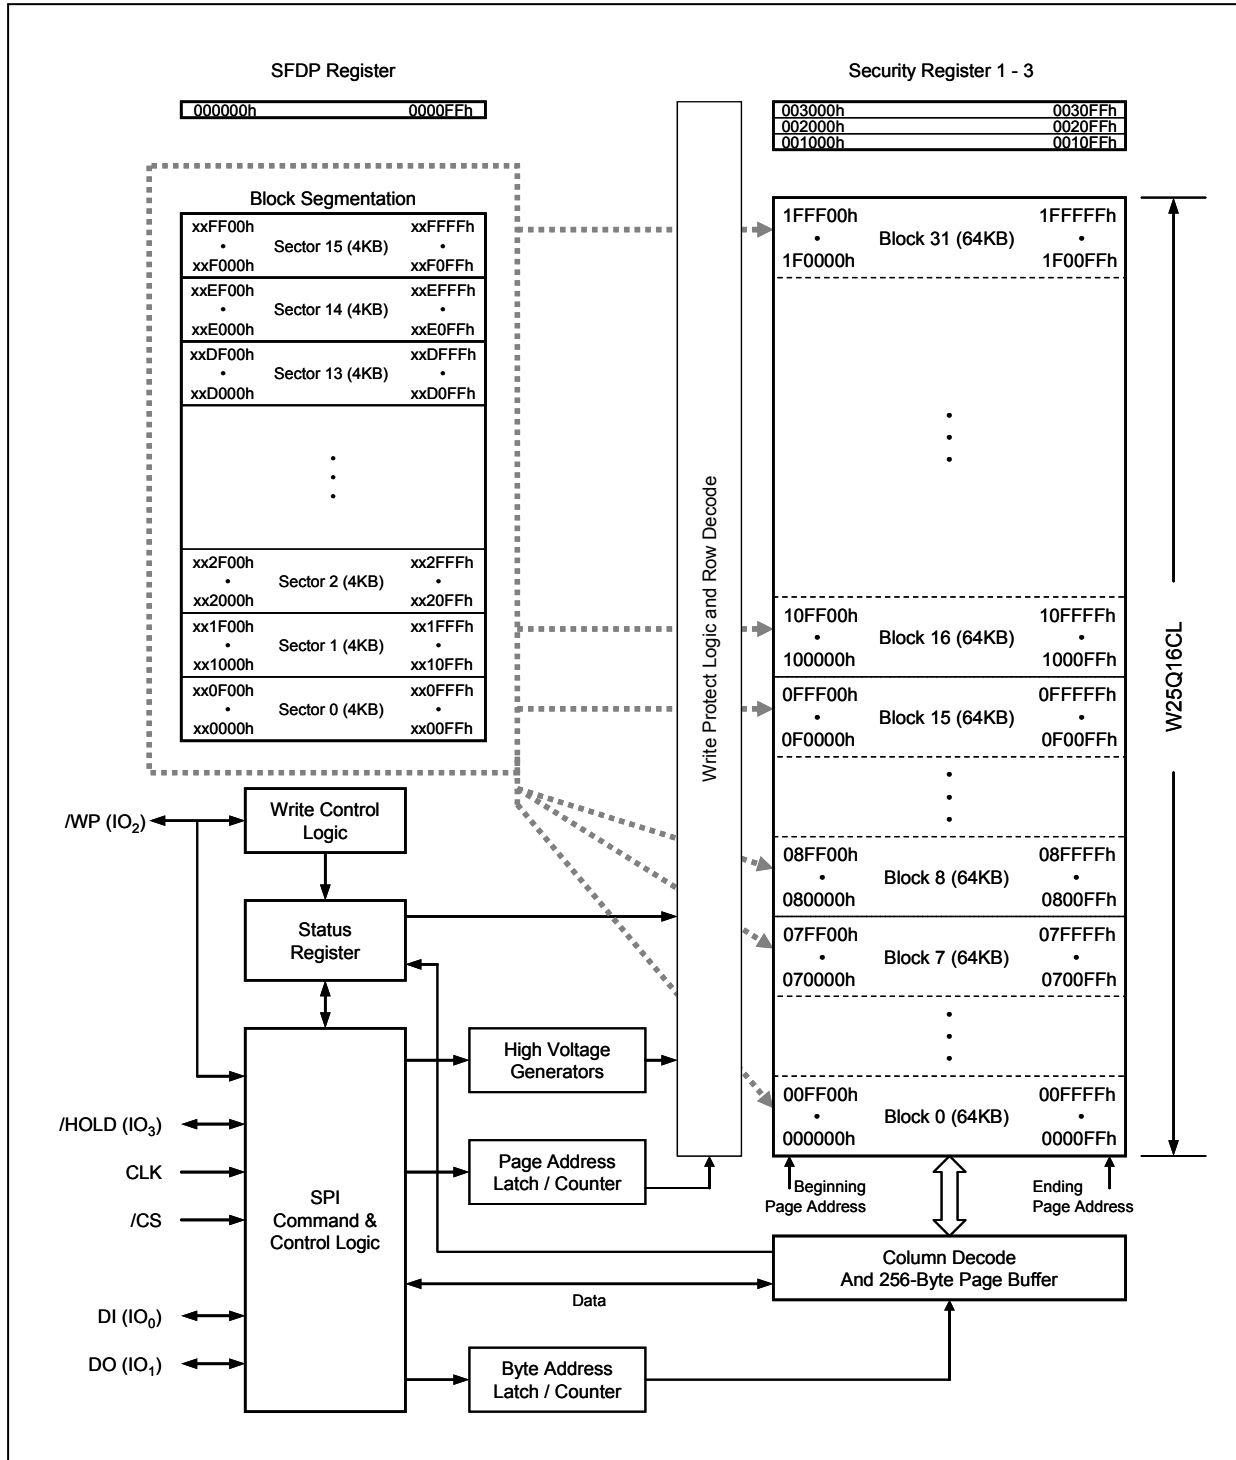 SFDP Register
000000h 0000FFh
Security Register 1 - 3
003000h 0030FFh
002000h 0020FFh
001000h 0010FFh
Block Segmentation
xxFF00h xxFFFFh
• Sector 15 (4KB) •
xxF000h xxF0FFh
xxEF00h xxEFFFh
• Sector 14 (4KB) •
xxE000h xxE0FFh
xxDF00h xxDFFFh
• Sector 13 (4KB) •
xxD000h xxD0FFh
xx2F00h xx2FFFh
• Sector 2 (4KB) •
xx2000h xx20FFh
xx1F00h xx1FFFh
• Sector 1 (4KB) •
xx1000h xx10FFh
xx0F00h xx0FFFh
• Sector 0 (4KB) •
xx0000h xx00FFh
Write Protect Logic and Row Decode
1FFF00h 1FFFFFh
• Block 31 (64KB) •
1F0000h 1F00FFh
10FF00h 10FFFFh
• Block 16 (64KB) •
100000h 1000FFh
0FFF00h 0FFFFFh
• Block 15 (64KB) •
0F0000h 0F00FFh
08FF00h 08FFFFh
• Block 8 (64KB) •
080000h 0800FFh
07FF00h 07FFFFh
• Block 7 (64KB) •
070000h 0700FFh
00FF00h 00FFFFh
• Block 0 (64KB) •
000000h 0000FFh
W25Q16CL
Beginning
Page Address
Ending
Page Address
/WP (IO2)
Write Control
Logic
Status
Register
High Voltage
Generators
/HOLD (IO3)
CLK
/CS
Page Address
Latch / Counter
SPI
Command &
Control Logic
Column Decode
And 256-Byte Page Buffer
Data
DI (IO0)
DO (IO1)
Byte Address
Latch / Counter